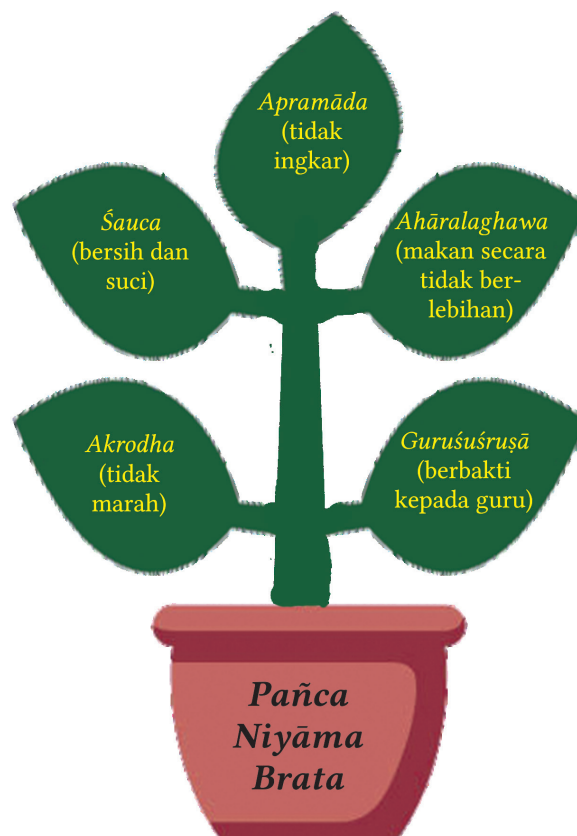 Apramāda
(tidak
ingkar)
Śauca
(bersih dan
suci)
Ahāralaghawa
(makan secara
tidak ber-
lebihan)
Akrodha
(tidak
marah)
Guruśuśruṣā
(berbakti
kepada guru)
Pañca
Niyāma
Brata